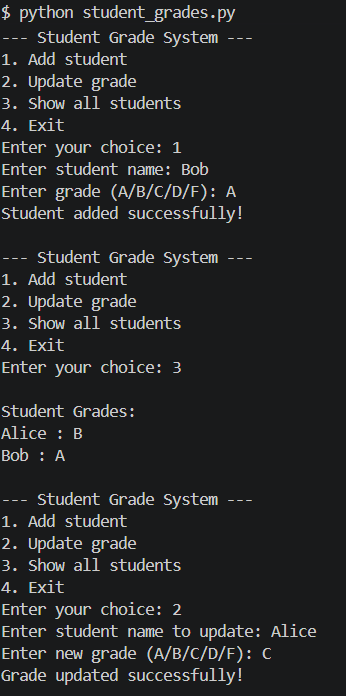 $ python student_grades.py
--- Student Grade System ---
1. Add student
2. Update grade
3. Show all students
4. Exit
Enter your choice: 1
Enter student name: Bob
Enter grade (A/B/C/D/F): A
Student added successfully!

--- Student Grade System ---
1. Add student
2. Update grade
3. Show all students
4. Exit
Enter your choice: 3

Student Grades:
Alice : B
Bob : A

--- Student Grade System ---
1. Add student
2. Update grade
3. Show all students
4. Exit
Enter your choice: 2
Enter student name to update: Alice
Enter new grade (A/B/C/D/F): C
Grade updated successfully!